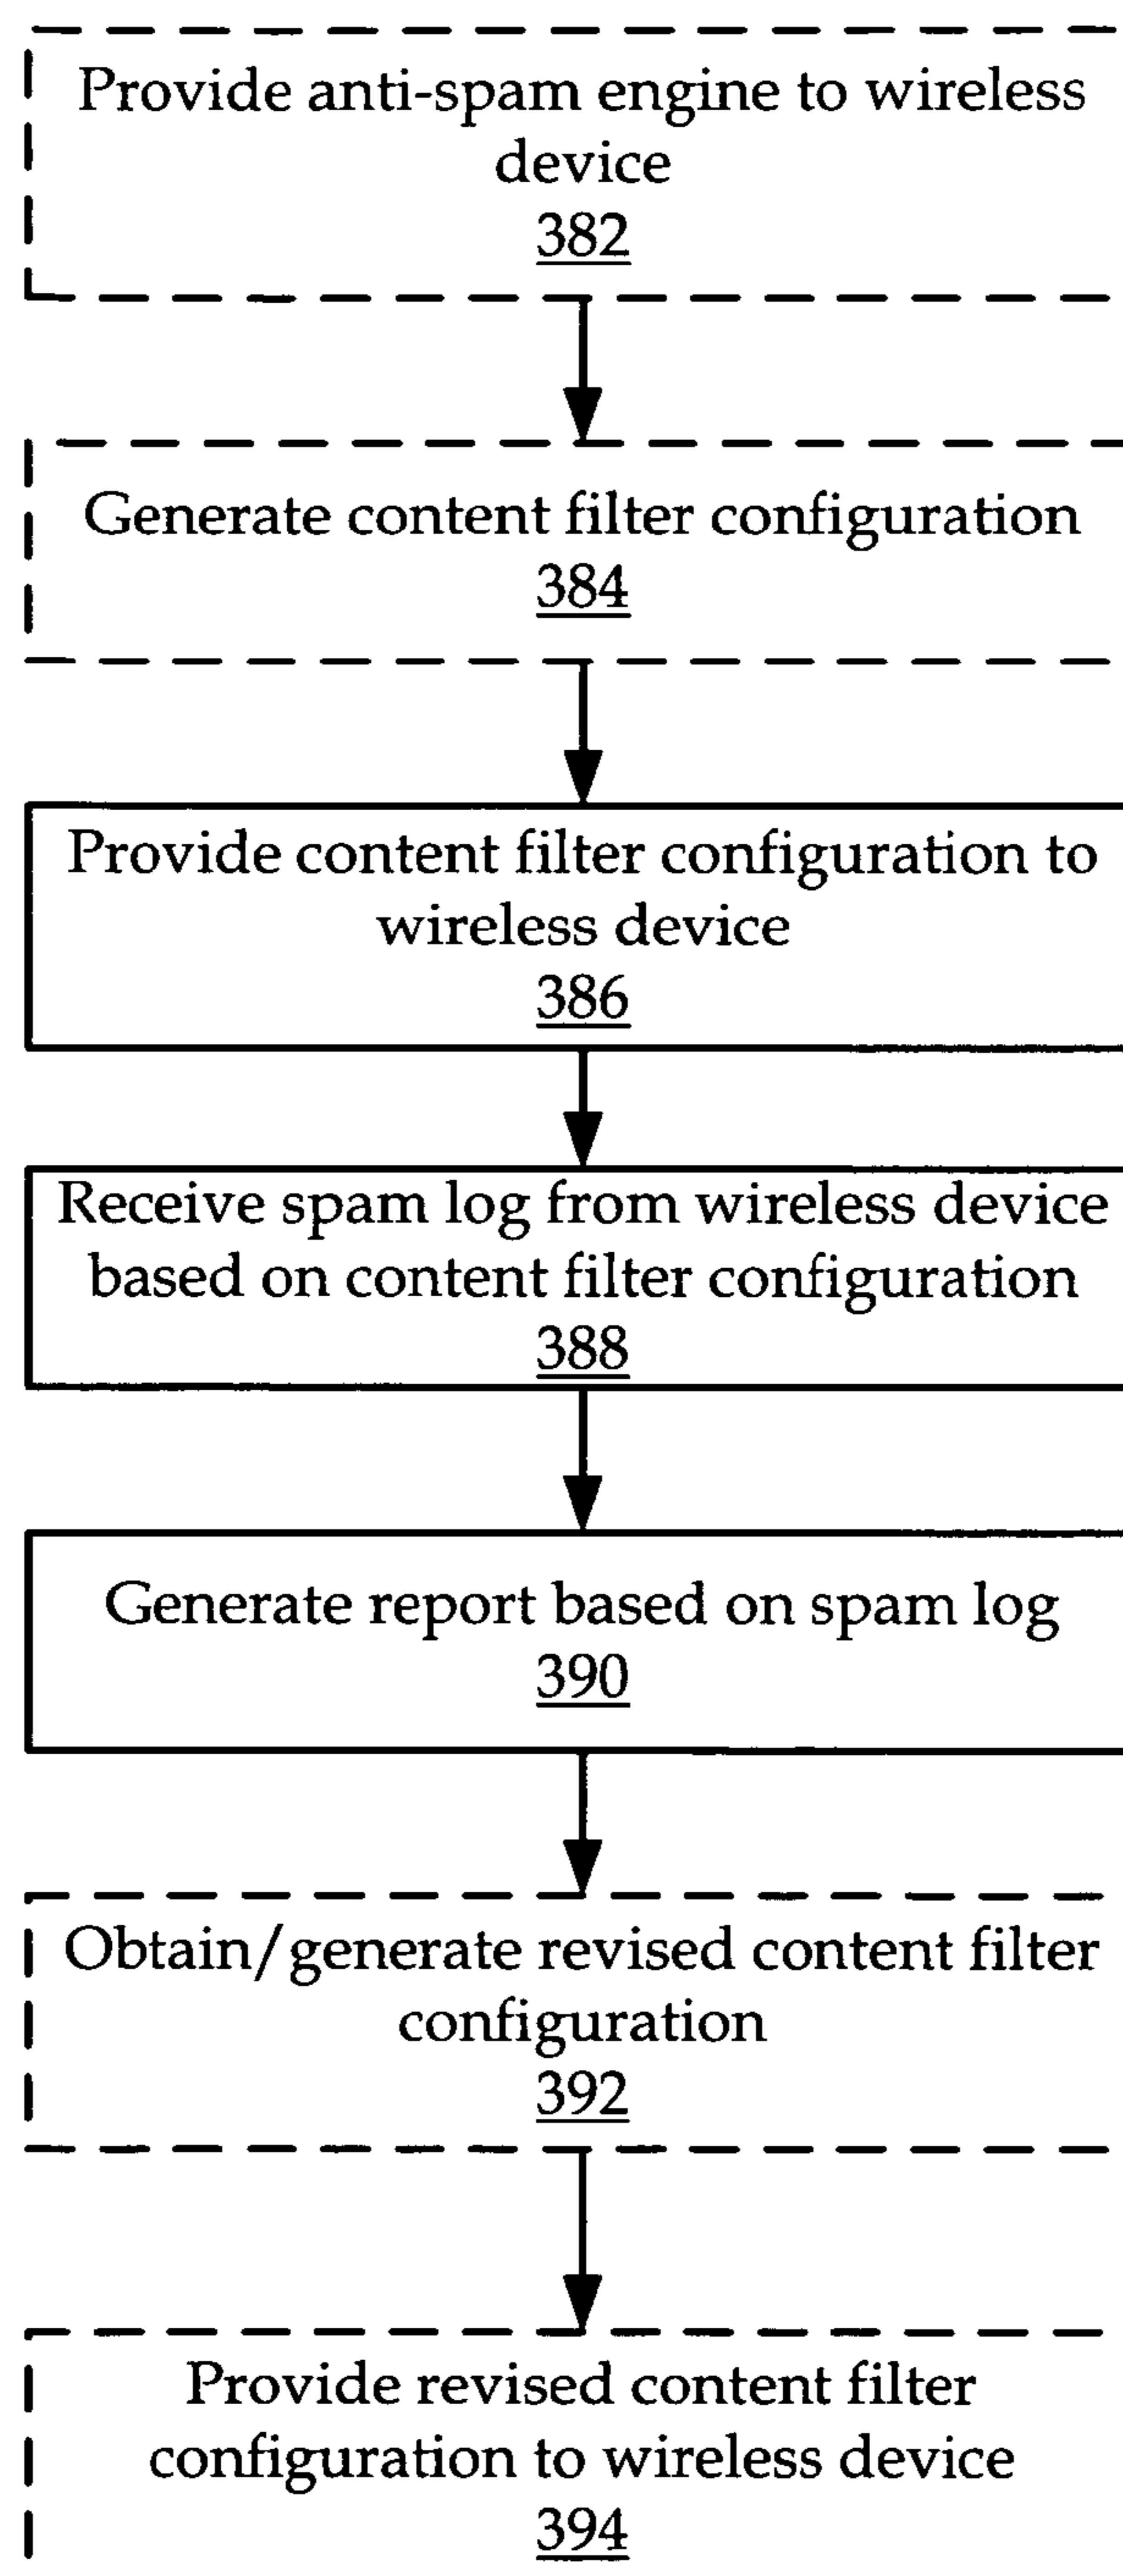 Provide anti-spam engine to wireless
device
382
Generate content filter configuration
384
Provide content filter configuration to
wireless device
386
Receive spam log from wireless device
based on content filter configuration
388
Generate report based on spam log
390
Obtain/generate revised content filter
configuration
392
Provide revised content filter
configuration to wireless device
394